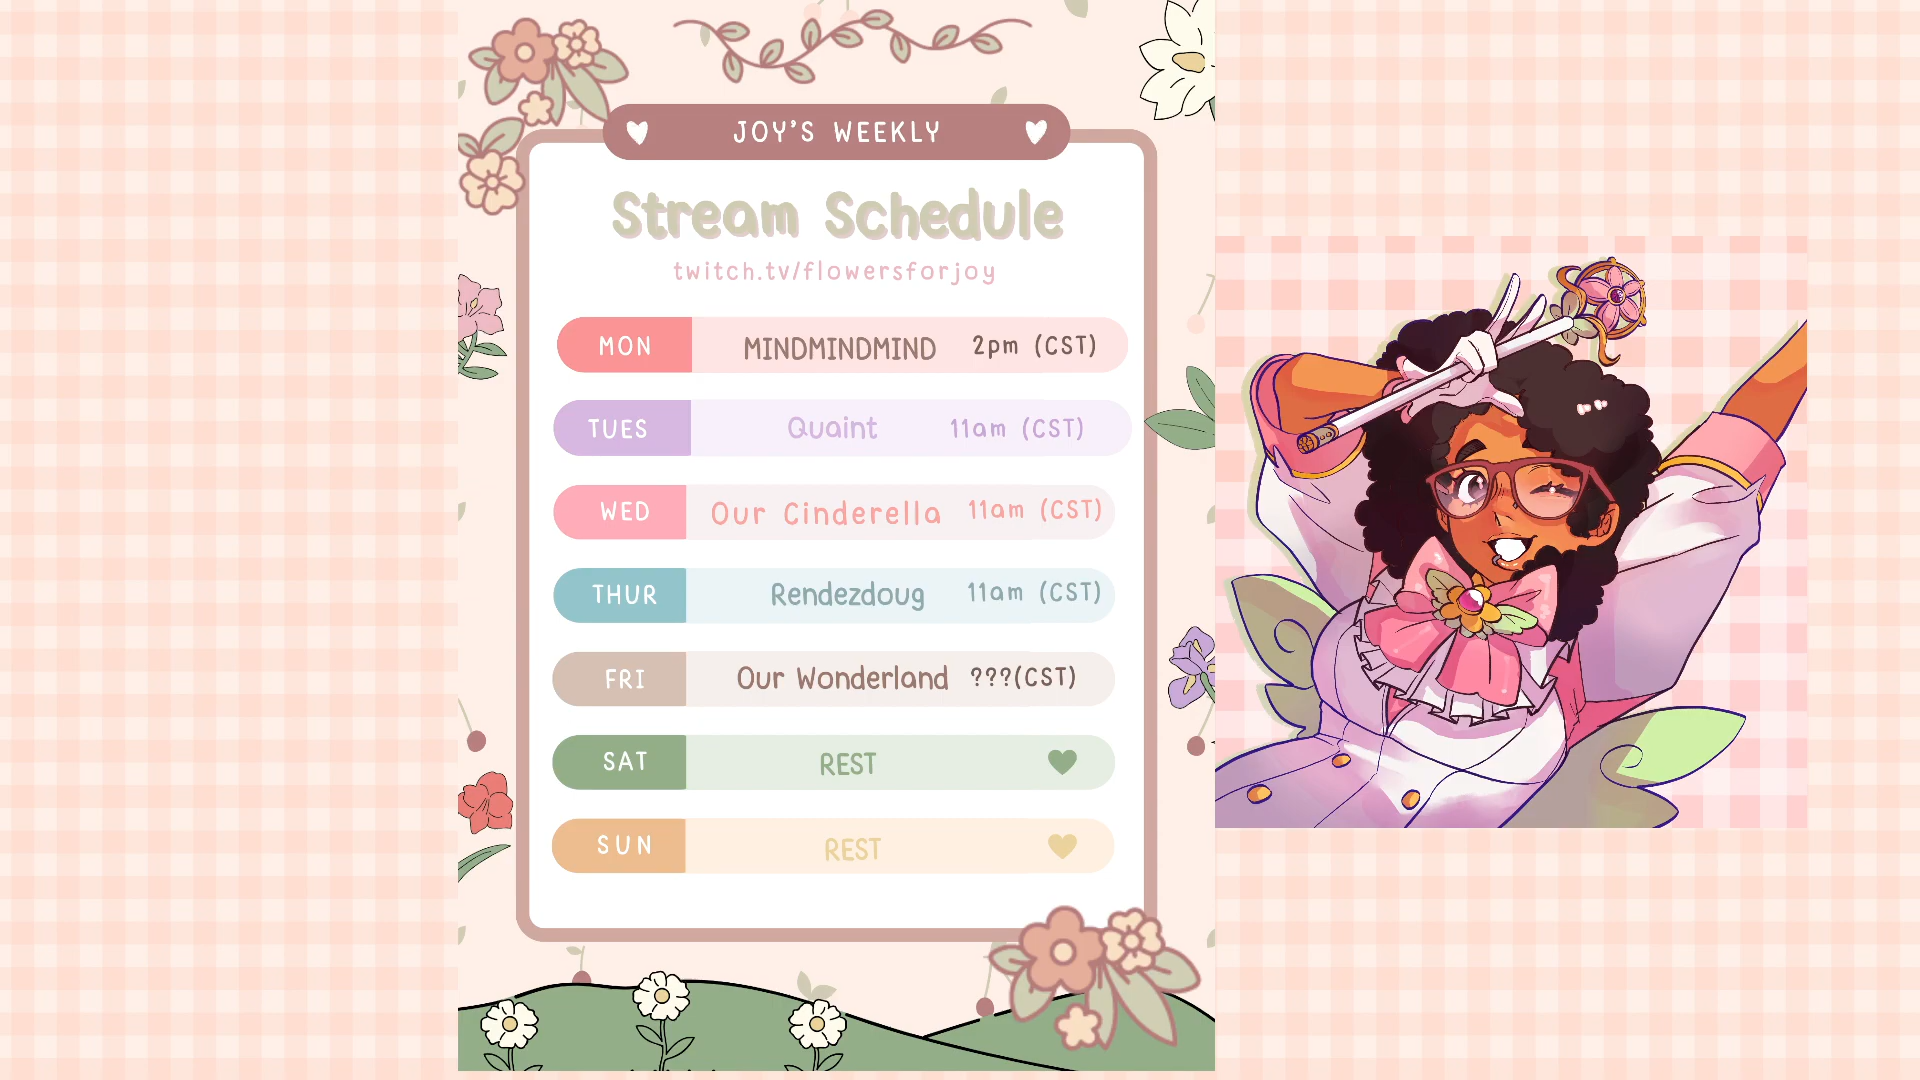 JOY'S WEEKLY
Stream Schedule
twitch.tv/flowersforjoy
MON MINDMINDMIND 2pm (CST)
TUES Quaint 11am (CST)
WED Our Cinderella 11am (CST)
THUR Rendezdoug 11am (CST)
FRI Our Wonderland ???(CST)
SAT REST
SUN REST